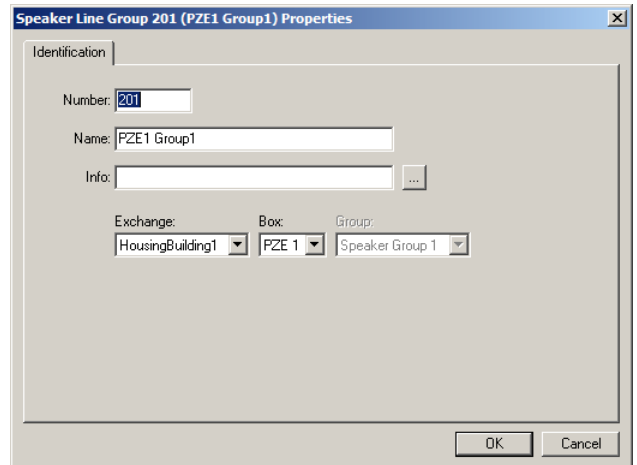 Speaker Line Group 201 (PZE1 Group1) Properties
Identification
Number: 201
Name: PZE1 Group1
Info:
...
Exchange: Box: Group:
HousingBuilding1 PZE 1 Speaker Group 1
OK Cancel